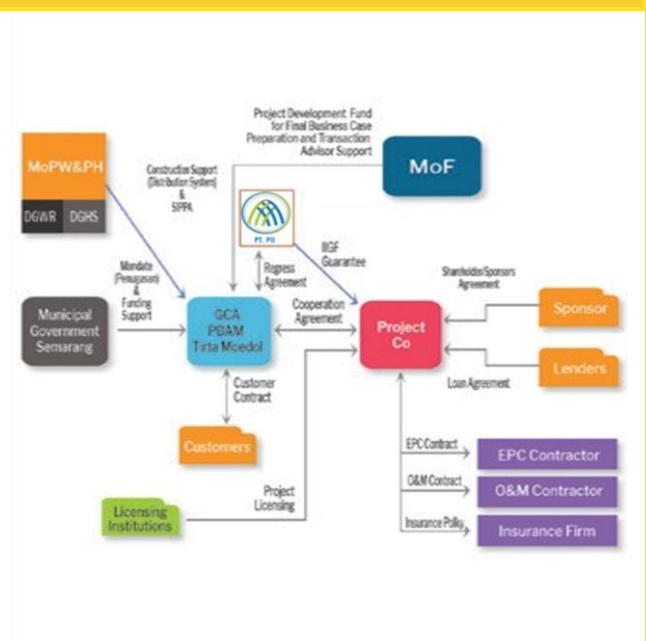 Project Development Fund
for Final Business Case
Preparation and Transaction
Advisor Support
MoPW&PH
DGWR
DGHS
Construction Support
(Distribution System)
&
SIPPA
MoF
PT. PII
IIGF
Guarantee
Mandate
(Penugasan)
&
Funding
Support
Regress
Agreement
Shareholder/Sponsors
Agreement
Municipal
Government
Semarang
GCA
PDAM
Tirta Moedol
Cooperation
Agreement
Project
Co
Sponsor
Lenders
Loan Agreement
Customer
Contract
Customers
EPC Contract
EPC Contractor
O&M Contract
O&M Contractor
Insurance Policy
Insurance Firm
Project
Licensing
Licensing
Institutions